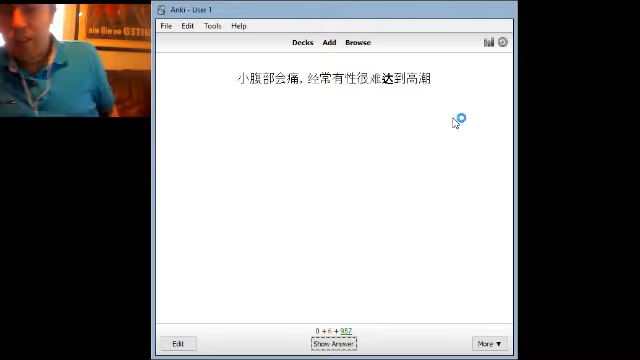 Anki - User 1
File Edit Tools Help
Decks Add Browse
小腹部会痛, 经常有性很难达到高潮
0 + 6 + 957
Edit Show Answer More ▼